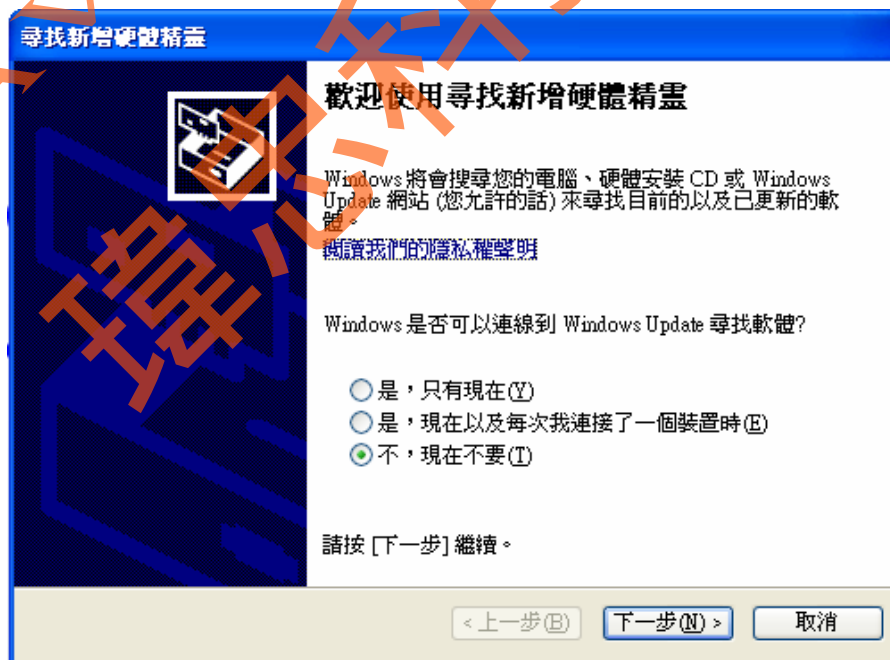 尋找新增硬體精靈
歡迎使用尋找新增硬體精靈
Windows 將會搜尋您的電腦、硬體安裝 CD 或 Windows
Update 網站 (您允許的話) 來尋找目前的以及已更新的軟
體。
閱讀我們的隱私權聲明
Windows 是否可以連線到 Windows Update 尋找軟體?
是，只有現在(Y)
是，現在以及每次我連接了一個裝置時(E)
不，現在不要(T)
請按 [下一步] 繼續。
< 上一步(B)
下一步(N) >
取消